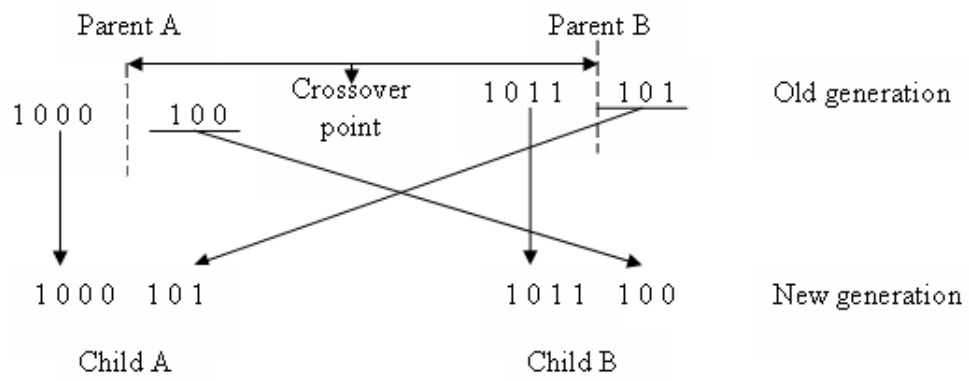 Parent A Parent B
1 0 0 0 1 0 0 Crossover point 1 0 1 1 1 0 1 Old generation
1 0 0 0 1 0 1 1 0 1 1 1 0 0 New generation
Child A Child B